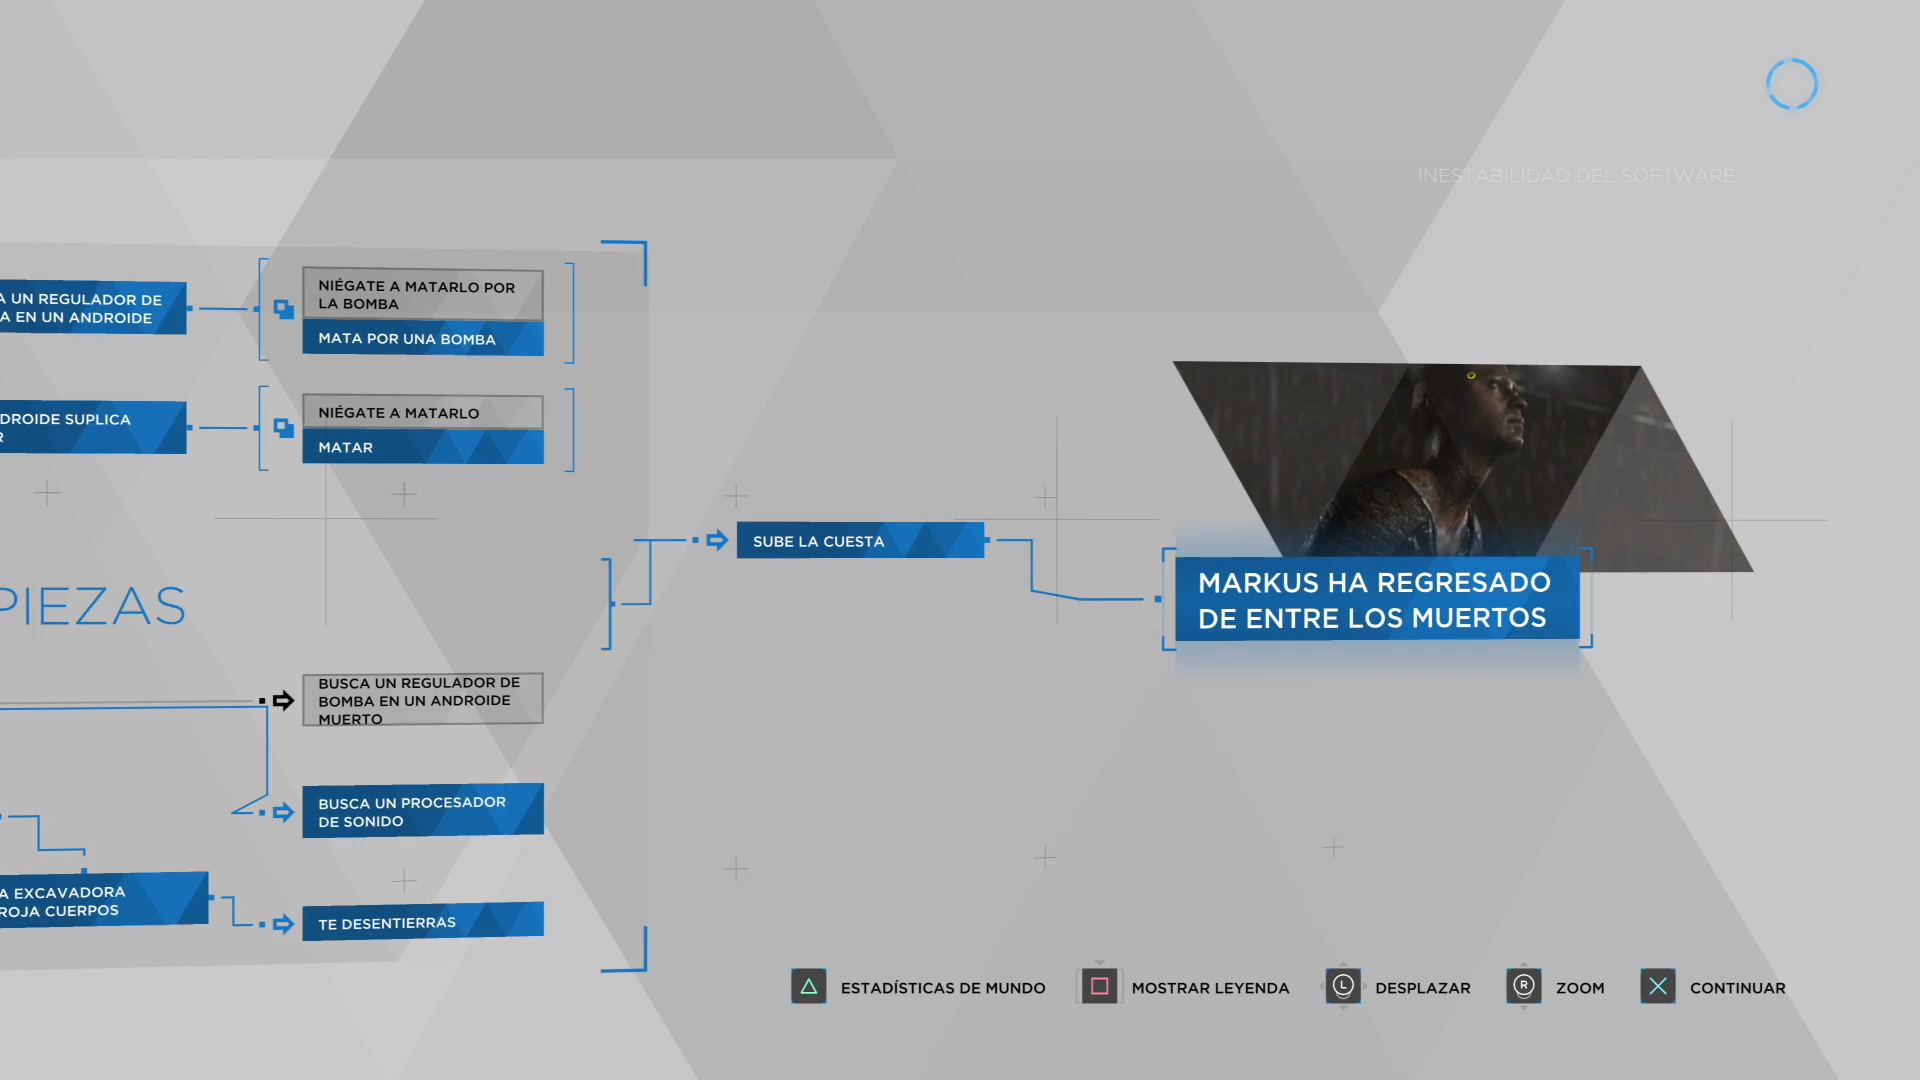 INESTABILIDAD DEL SOFTWARE
A UN REGULADOR DE
A EN UN ANDROIDE
NIÉGATE A MATARLO POR
LA BOMBA
MATA POR UNA BOMBA
DROIDE SUPLICA
R
NIÉGATE A MATARLO
MATAR
SUBE LA CUESTA
MARKUS HA REGRESADO
DE ENTRE LOS MUERTOS
PIEZAS
BUSCA UN REGULADOR DE
BOMBA EN UN ANDROIDE
MUERTO
BUSCA UN PROCESADOR
DE SONIDO
A EXCAVADORA
ROJA CUERPOS
TE DESENTIERRAS
ESTADÍSTICAS DE MUNDO
MOSTRAR LEYENDA
L
DESPLAZAR
R
ZOOM
CONTINUAR